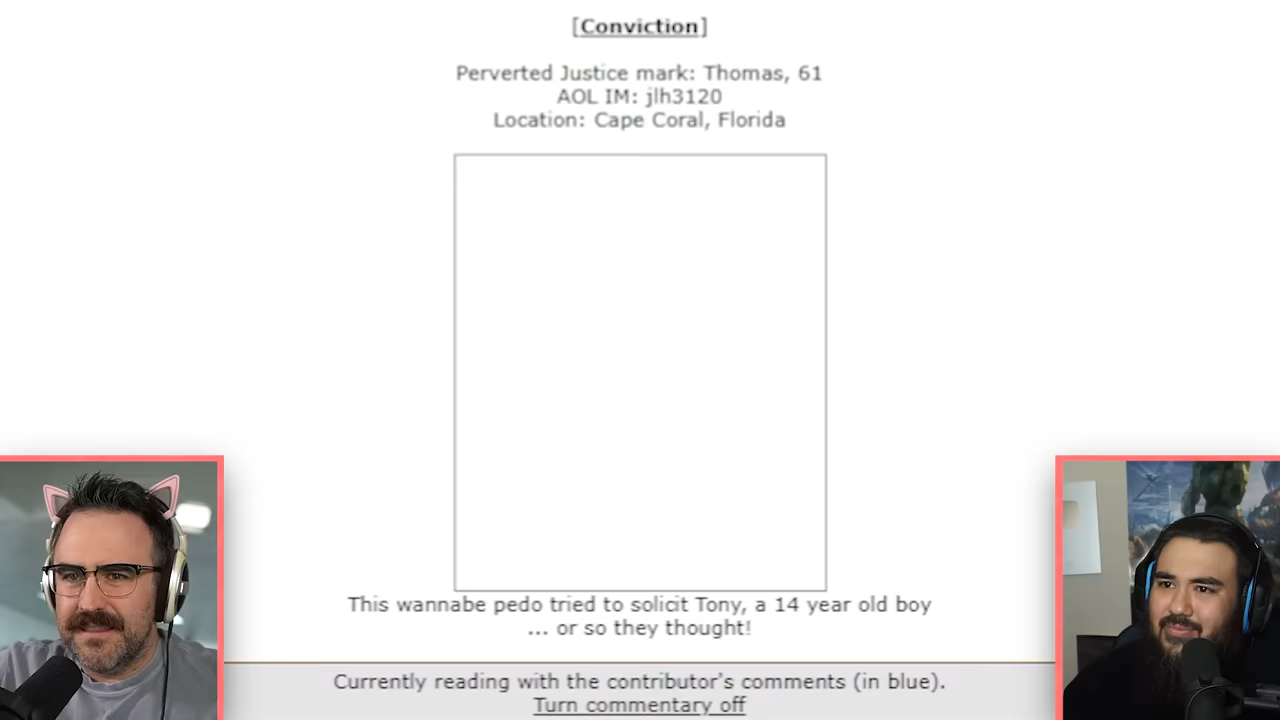 [Conviction]
Perverted Justice mark: Thomas, 61
AOL IM: jlh3120
Location: Cape Coral, Florida
This wannabe pedo tried to solicit Tony, a 14 year old boy
... or so they thought!
Currently reading with the contributor's comments (in blue).
Turn commentary off